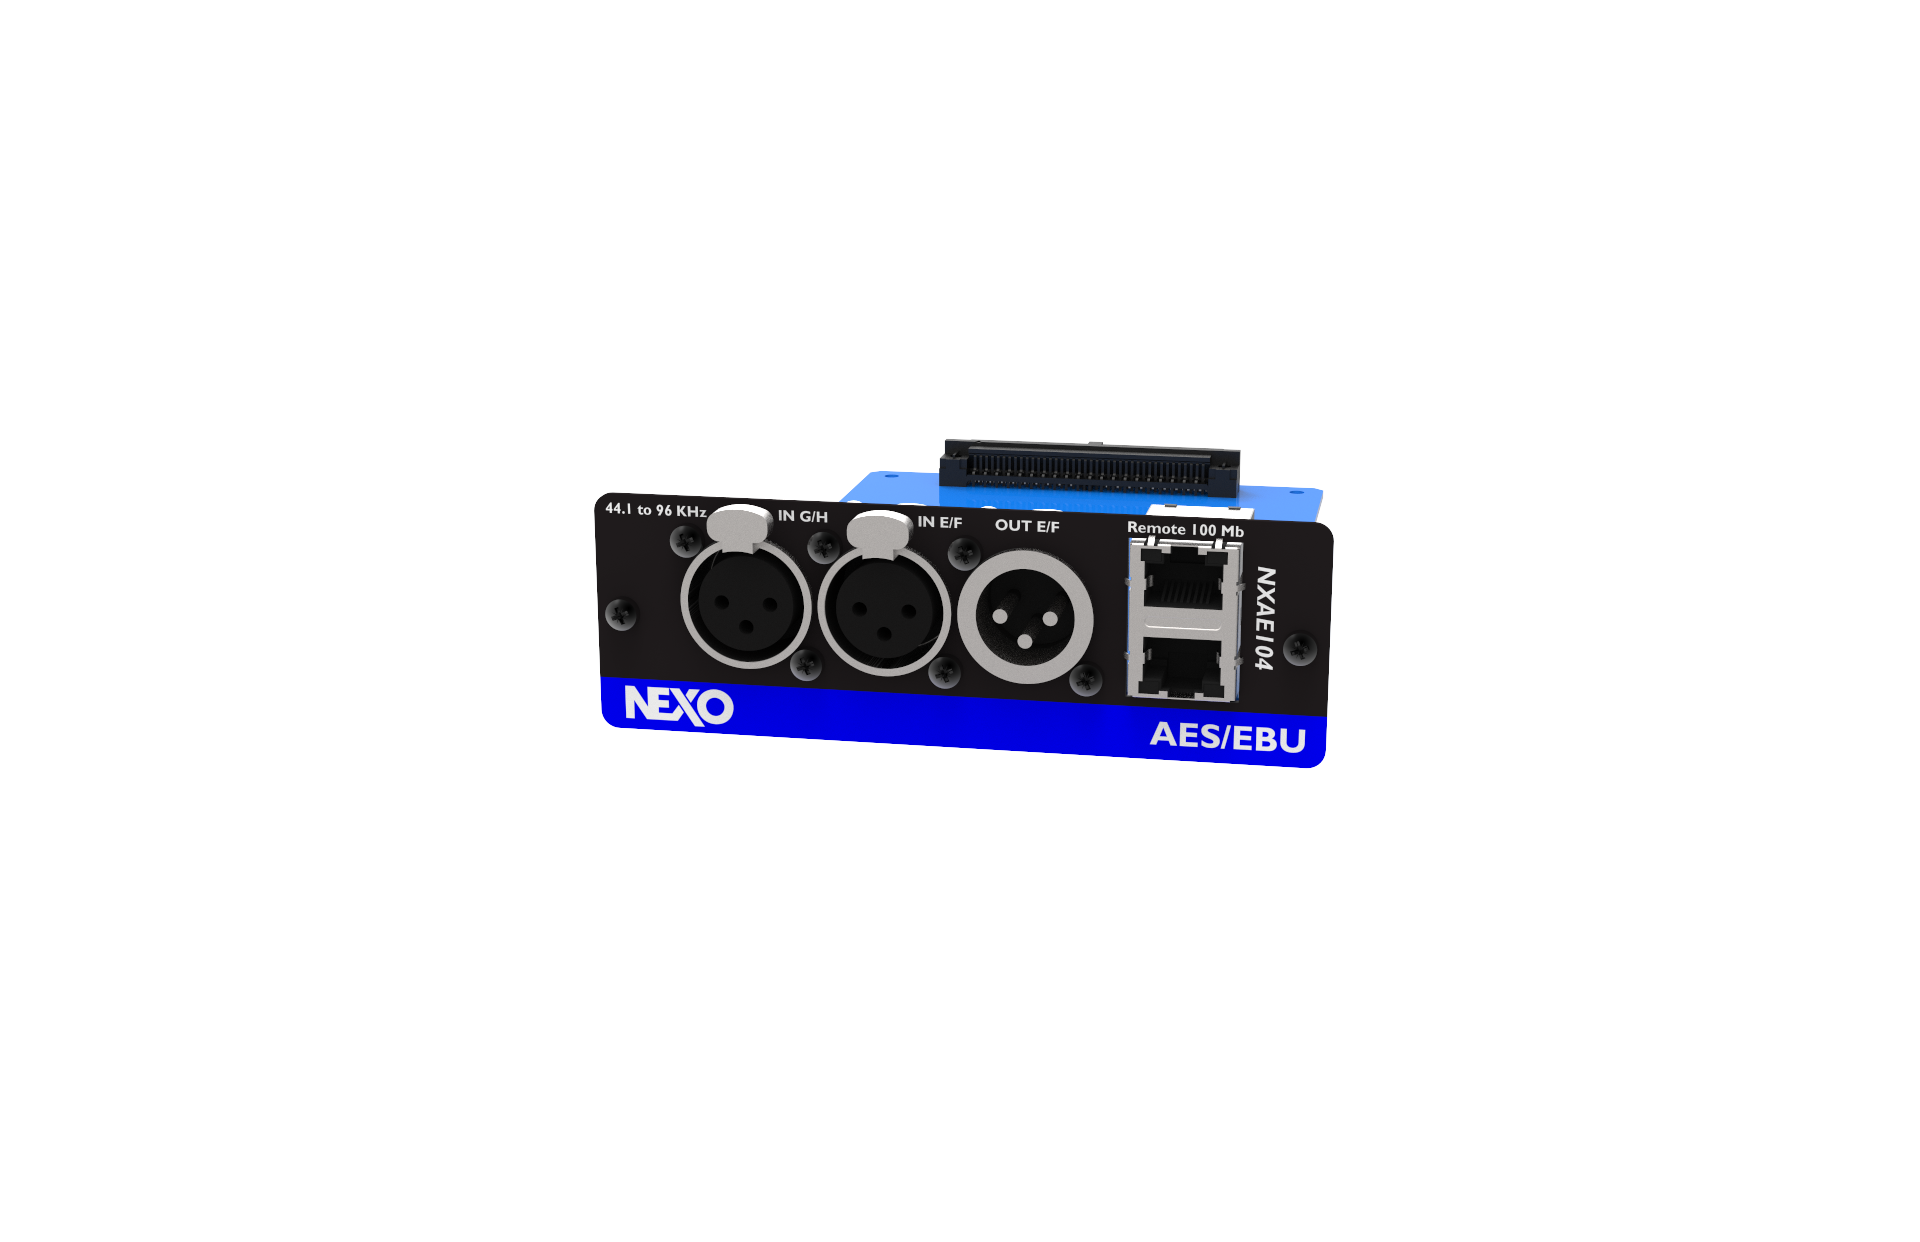 44.1 to 96 KHz
IN G/H
IN E/F
OUT E/F
Remote 100 Mb
NXAE104
NEXO
AES/EBU